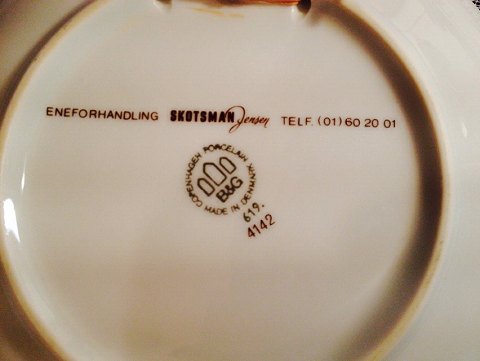 ENEFORHANDLING SKOTSMAN Jensen TELF. (01) 60 20 01
COPENHAGEN PORCELAIN
B&G
MADE IN DENMARK
619.
4142